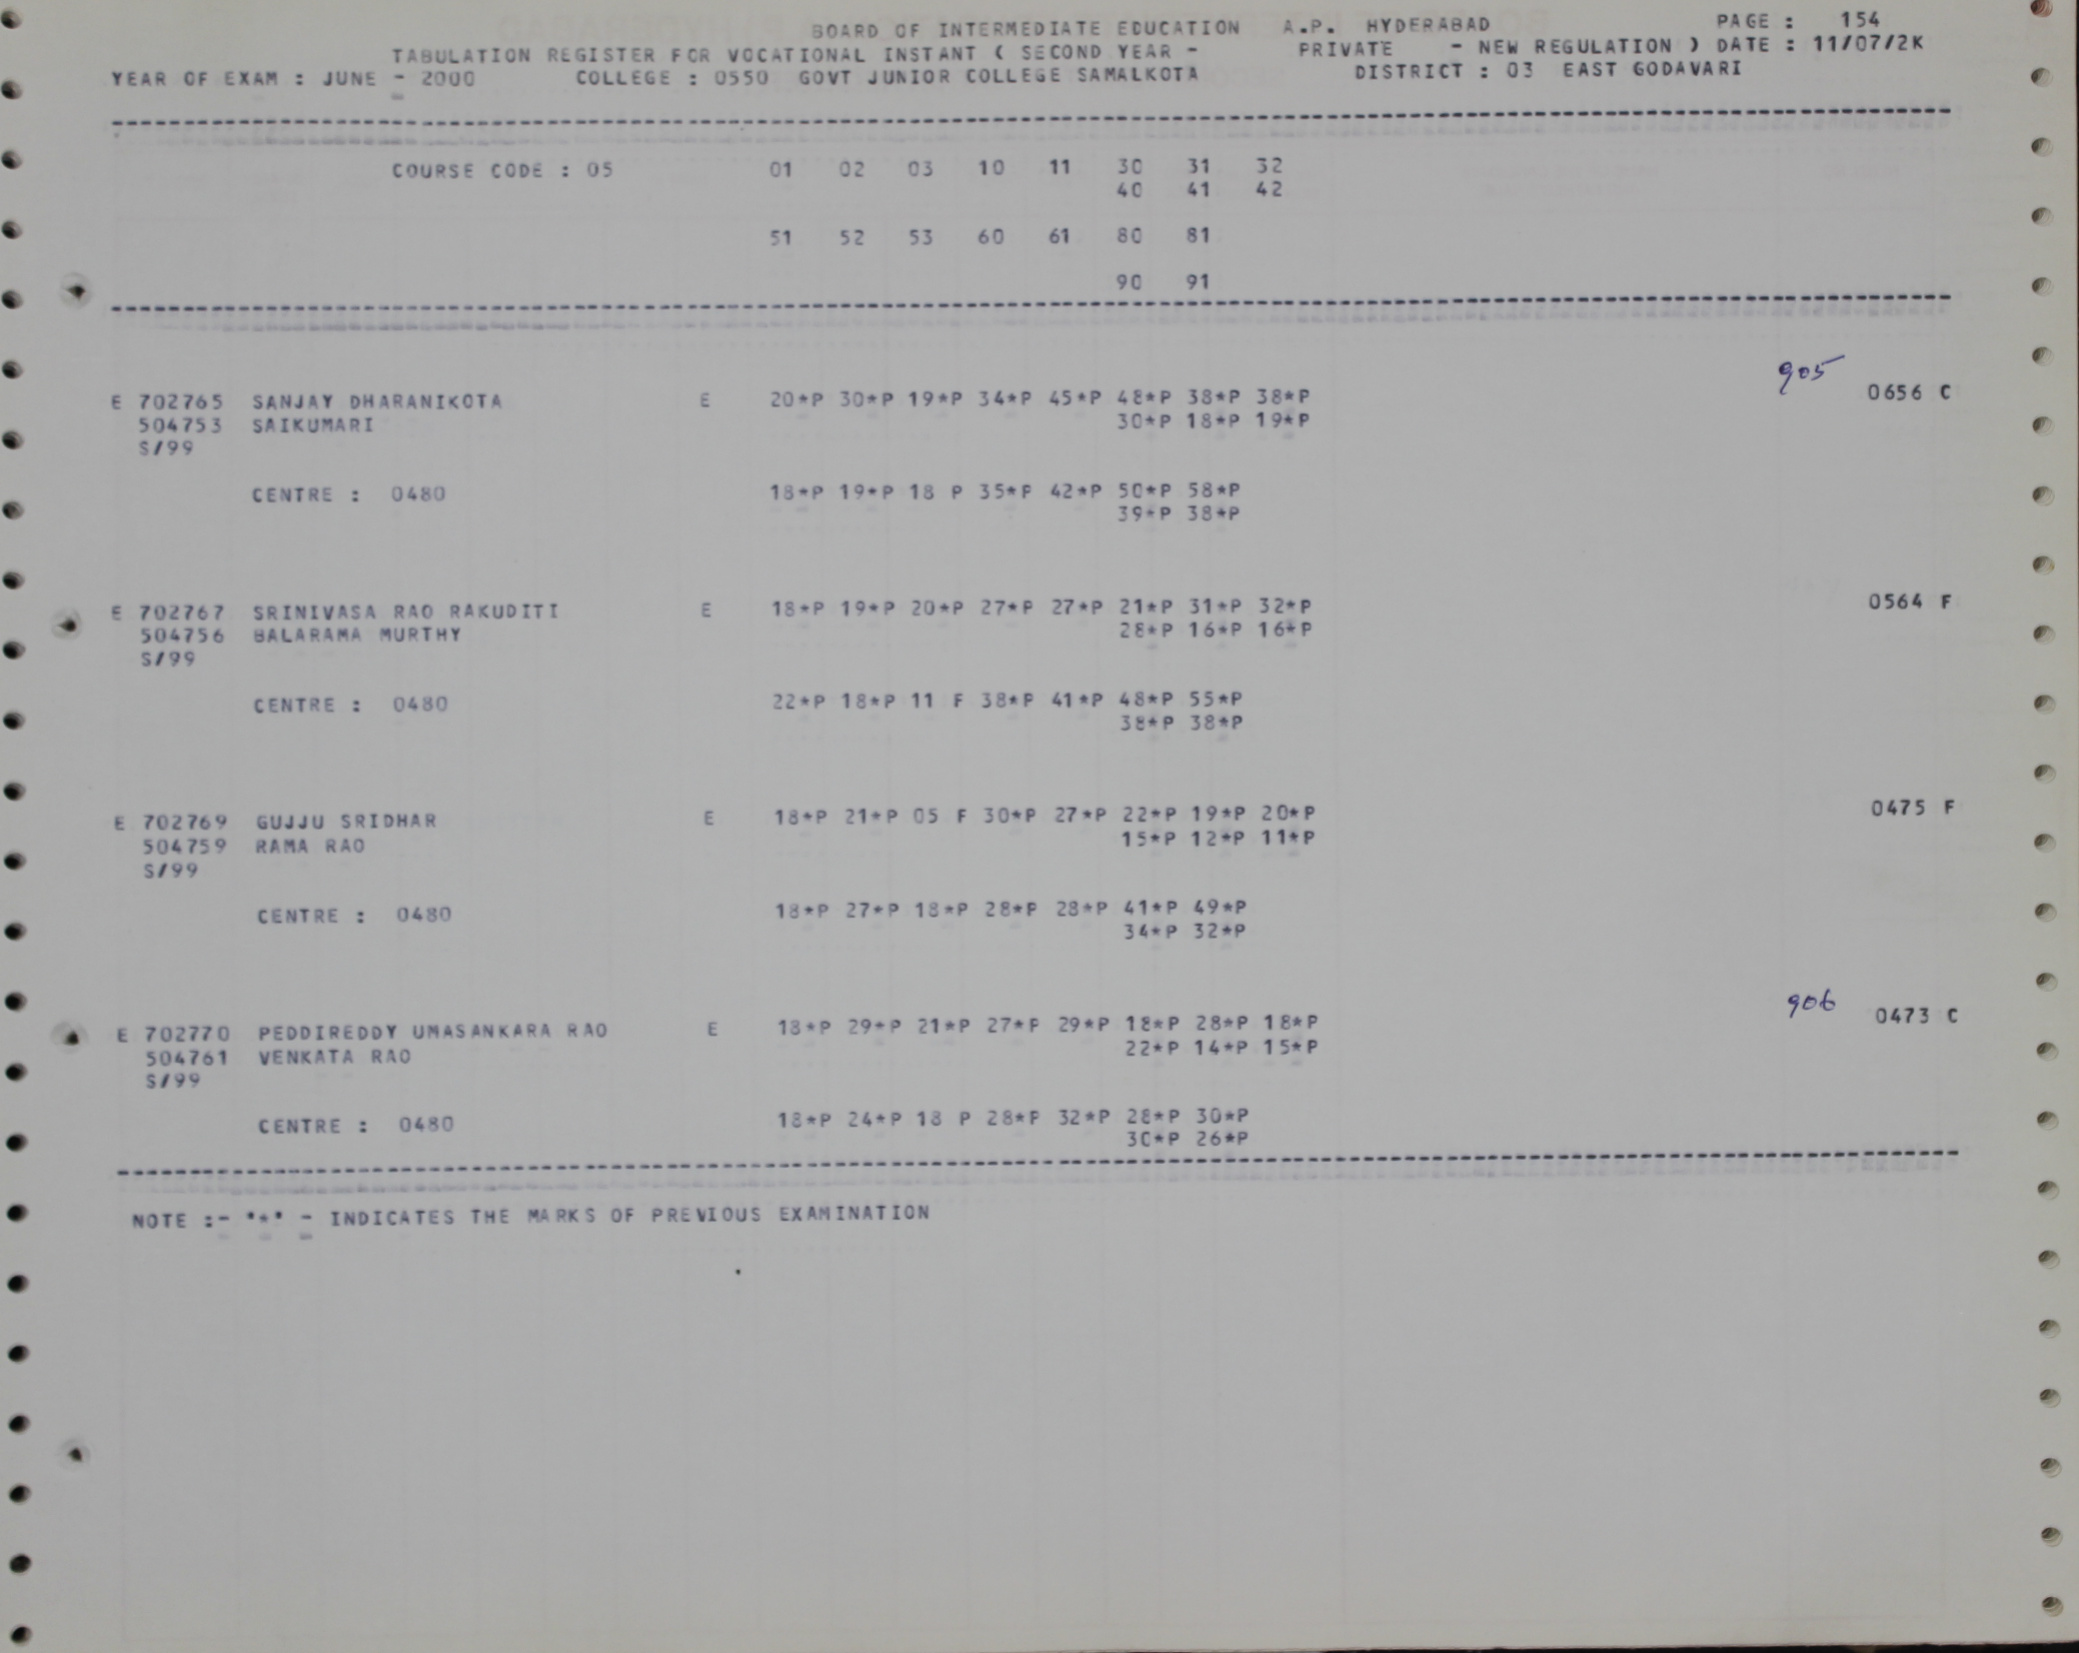 BOARD OF INTERMEDIATE EDUCATION A.P. HYDERABAD PAGE : 154
TABULATION REGISTER FOR VOCATIONAL INSTANT ( SECOND YEAR - PRIVATE - NEW REGULATION ) DATE : 11/07/2K
YEAR OF EXAM : JUNE - 2000 COLLEGE : 0550 GOVT JUNIOR COLLEGE SAMALKOTA DISTRICT : 03 EAST GODAVARI
COURSE CODE : 05 01 02 03 10 11 30 31 32
40 41 42
51 52 53 60 61 80 81
90 91
905
E 702765 SANJAY DHARANIKOTA E 20*P 30*P 19*P 34*P 45*P 48*P 38*P 38*P 0656 C
504753 SAIKUMARI 30*P 18*P 19*P
S/99
CENTRE : 0480 18*P 19*P 18 P 35*P 42*P 50*P 58*P
39*P 38*P
E 702767 SRINIVASA RAO RAKUDITI E 18*P 19*P 20*P 27*P 27*P 21*P 31*P 32*P 0564 F
504756 BALARAMA MURTHY 28*P 16*P 16*P
S/99
CENTRE : 0480 22*P 18*P 11 F 38*P 41*P 48*P 55*P
38*P 38*P
E 702769 GUJJU SRIDHAR E 18*P 21*P 05 F 30*P 27*P 22*P 19*P 20*P 0475 F
504759 RAMA RAO 15*P 12*P 11*P
S/99
CENTRE : 0480 18*P 27*P 18*P 28*P 28*P 41*P 49*P
34*P 32*P
906
E 702770 PEDDIREDDY UMASANKARA RAO E 18*P 29*P 21*P 27*P 29*P 18*P 28*P 18*P 0473 C
504761 VENKATA RAO 22*P 14*P 15*P
S/99
CENTRE : 0480 18*P 24*P 18 P 28*P 32*P 28*P 30*P
30*P 26*P
NOTE :- "*" - INDICATES THE MARKS OF PREVIOUS EXAMINATION